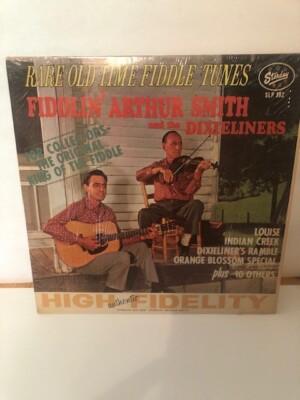 RARE OLD TIME FIDDLE TUNES
Starday
SLP 202
FIDDLIN' ARTHUR SMITH
and the DIXIELINERS
FOR COLLECTORS-
THE ORIGINAL
KING OF THE FIDDLE
LOUISE
INDIAN CREEK
DIXIELINER'S RAMBLE
ORANGE BLOSSOM SPECIAL
plus 10 OTHERS
HIGH authentic FIDELITY